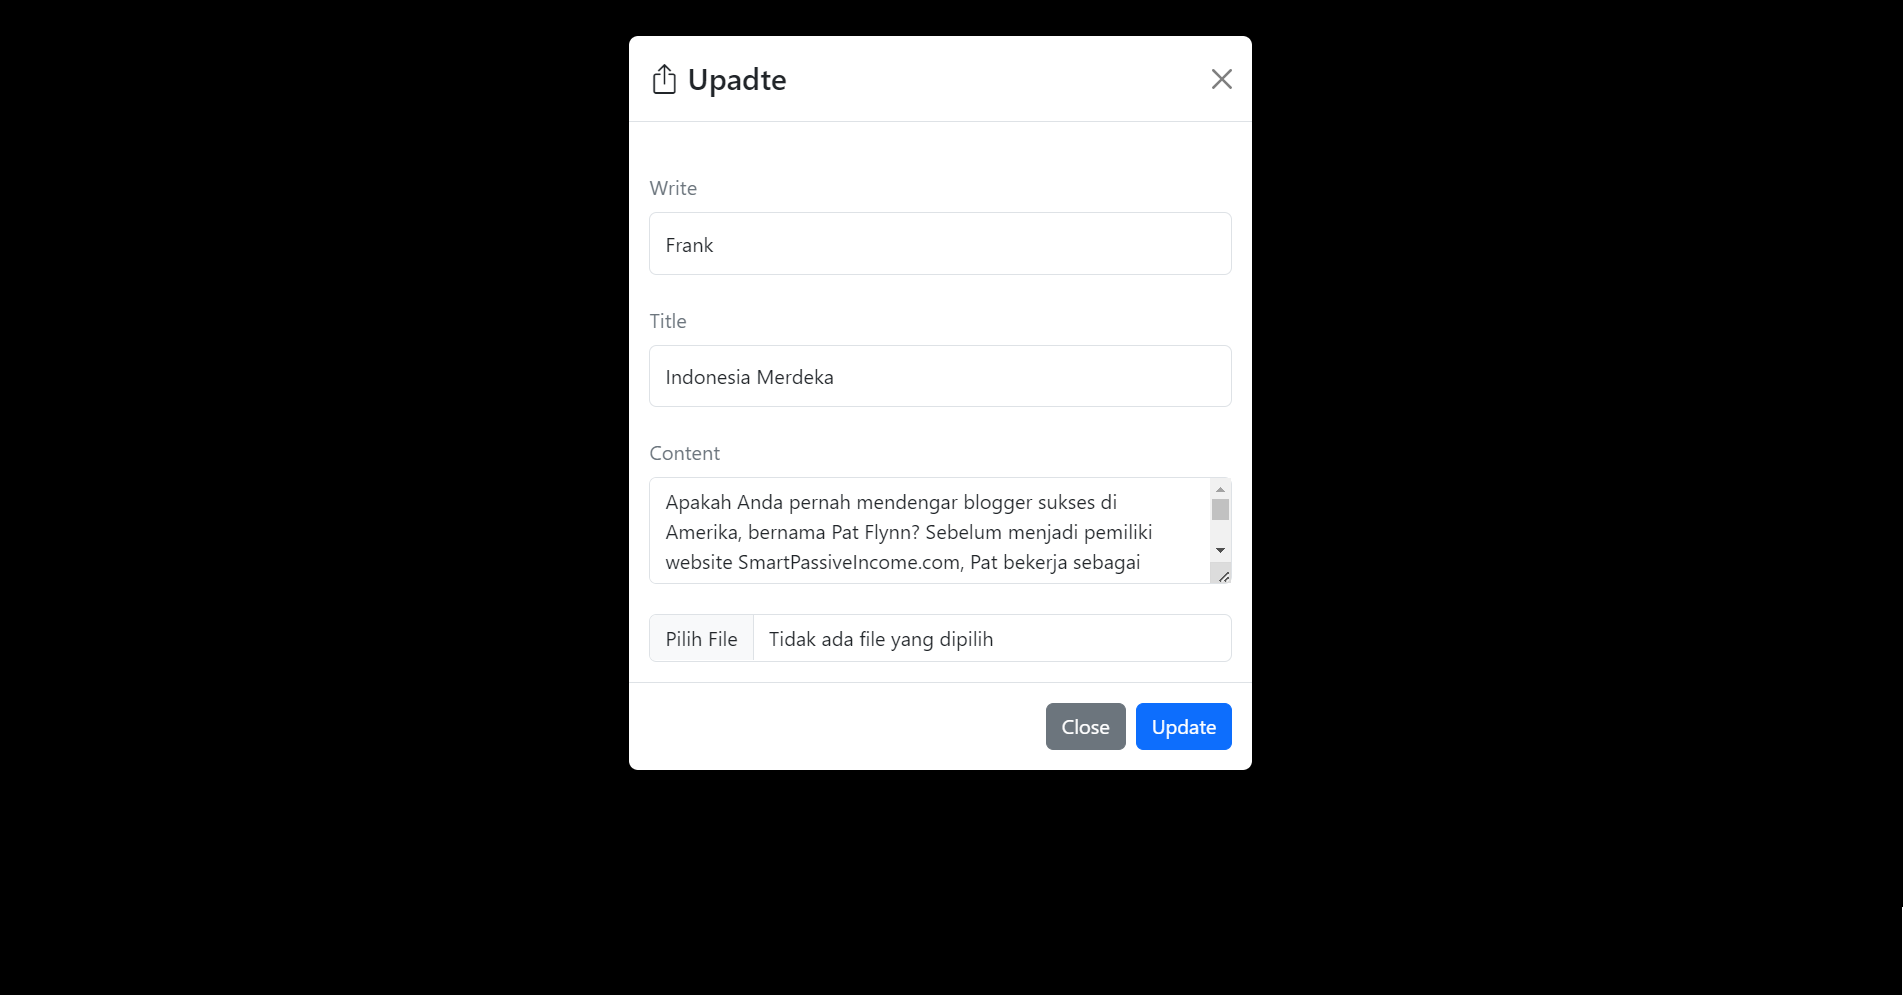 Upadte
Write
Frank
Title
Indonesia Merdeka
Content
Apakah Anda pernah mendengar blogger sukses di
Amerika, bernama Pat Flynn? Sebelum menjadi pemiliki
website SmartPassiveIncome.com, Pat bekerja sebagai
Pilih File Tidak ada file yang dipilih
Close Update